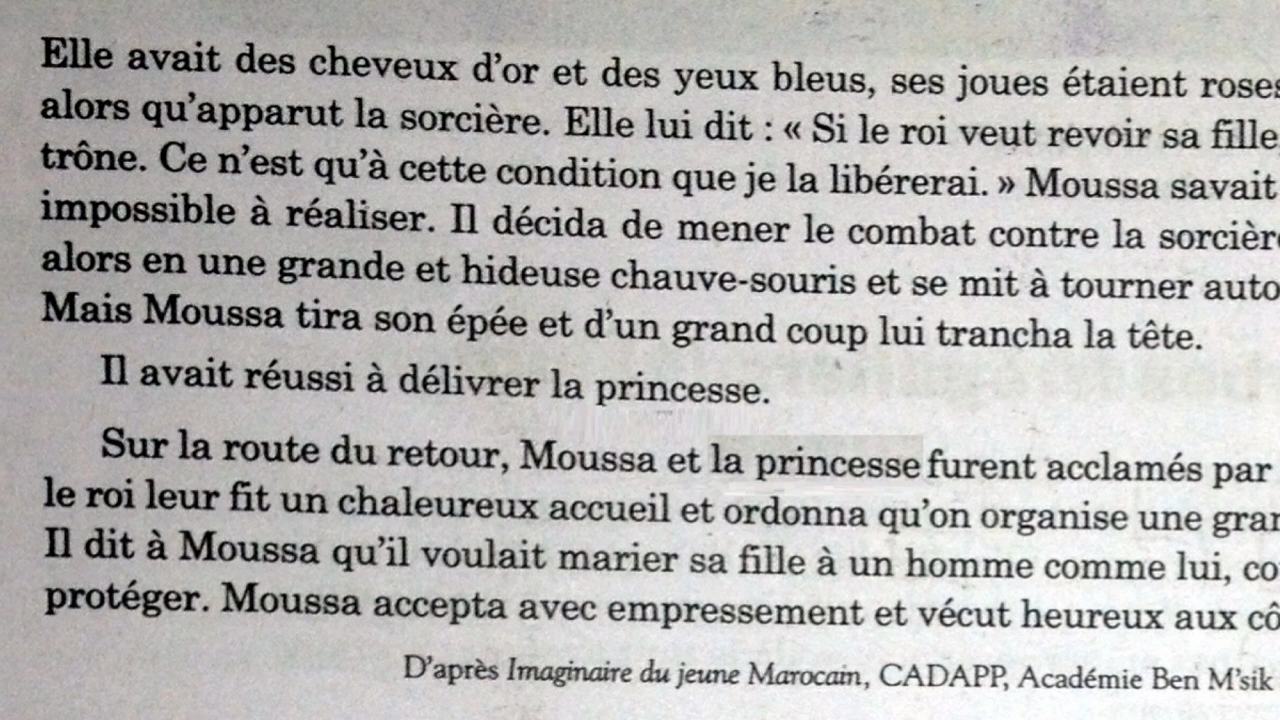 Elle avait des cheveux d'or et des yeux bleus, ses joues étaient roses
alors qu'apparut la sorcière. Elle lui dit : « Si le roi veut revoir sa fille,
trône. Ce n'est qu'à cette condition que je la libérerai. » Moussa savait
impossible à réaliser. Il décida de mener le combat contre la sorcière
alors en une grande et hideuse chauve-souris et se mit à tourner auto
Mais Moussa tira son épée et d'un grand coup lui trancha la tête.
Il avait réussi à délivrer la princesse.
Sur la route du retour, Moussa et la princesse furent acclamés par
le roi leur fit un chaleureux accueil et ordonna qu'on organise une gran
Il dit à Moussa qu'il voulait marier sa fille à un homme comme lui, co
protéger. Moussa accepta avec empressement et vécut heureux aux cô
D'après Imaginaire du jeune Marocain, CADAPP, Académie Ben M'sik